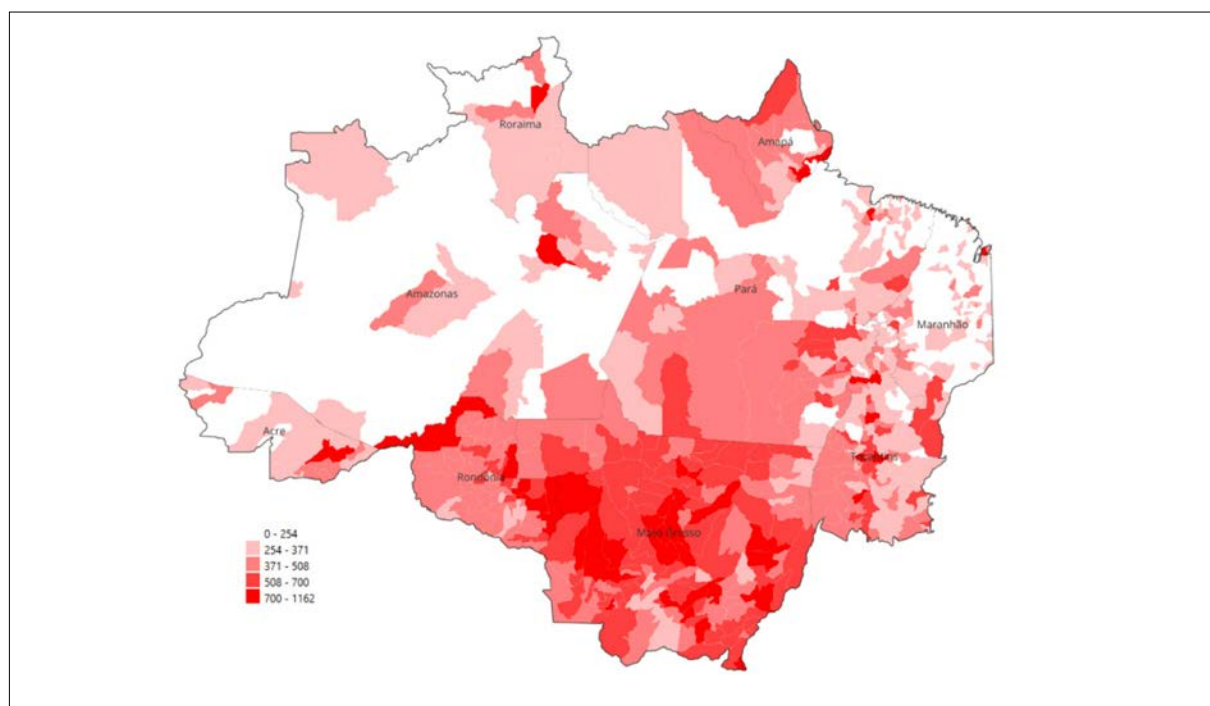 Roraima
Amapá
Amazonas
Pará
Maranhão
Acre
Rondônia
Tocantins
Mato Grosso
0 - 254
254 - 371
371 - 508
508 - 700
700 - 1162